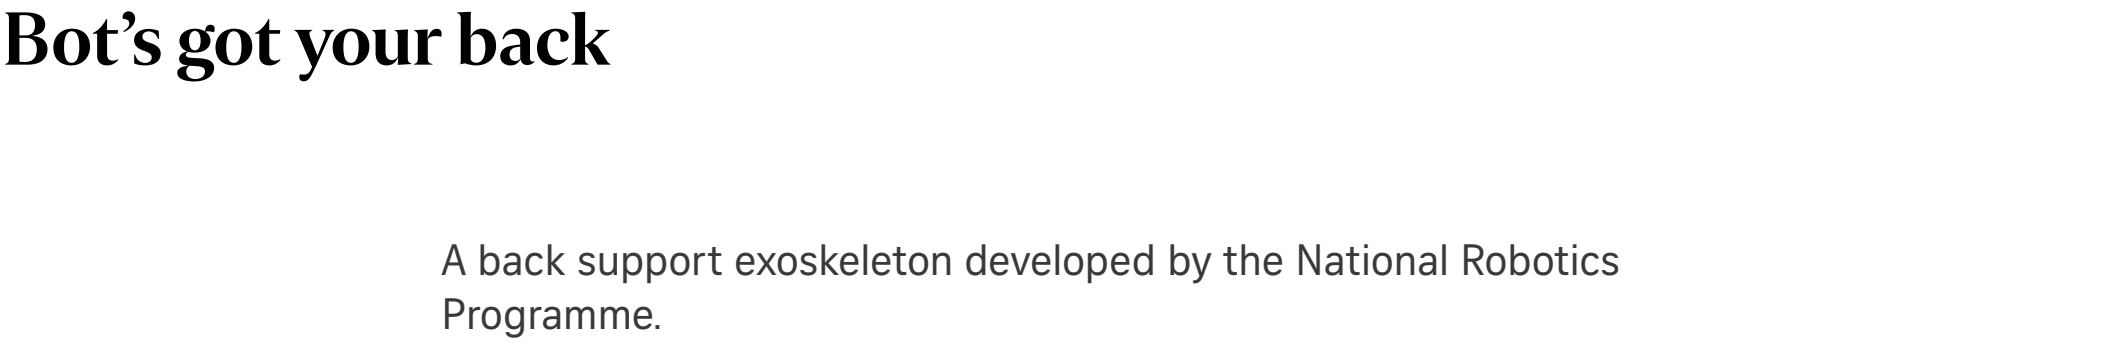 Bot’s got your back
A back support exoskeleton developed by the National Robotics
Programme.